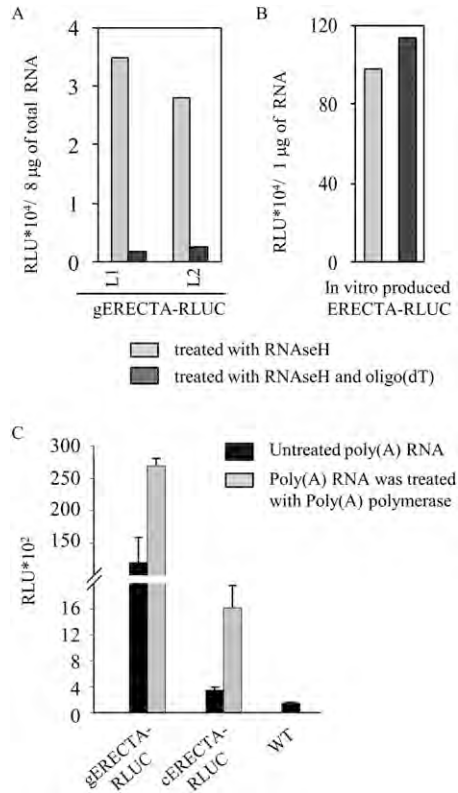 A
RLU*10⁴/ 8 µg of total RNA
4
3
2
1
0
L1
L2
gERECTA-RLUC
B
RLU*10⁴/ 1 µg of RNA
120
80
40
0
In vitro produced
ERECTA-RLUC
treated with RNAseH
treated with RNAseH and oligo(dT)
C
RLU*10²
300
250
200
150
16
12
8
4
0
Untreated poly(A) RNA
Poly(A) RNA was treated
with Poly(A) polymerase
gERECTA-
RLUC
cERECTA-
RLUC
WT